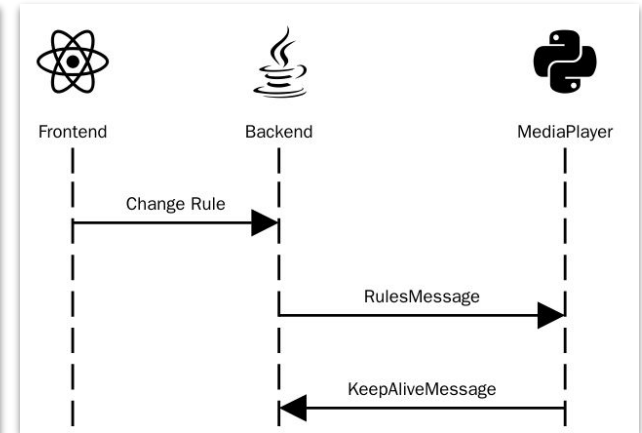 Frontend
Backend
MediaPlayer
Change Rule
RulesMessage
KeepAliveMessage